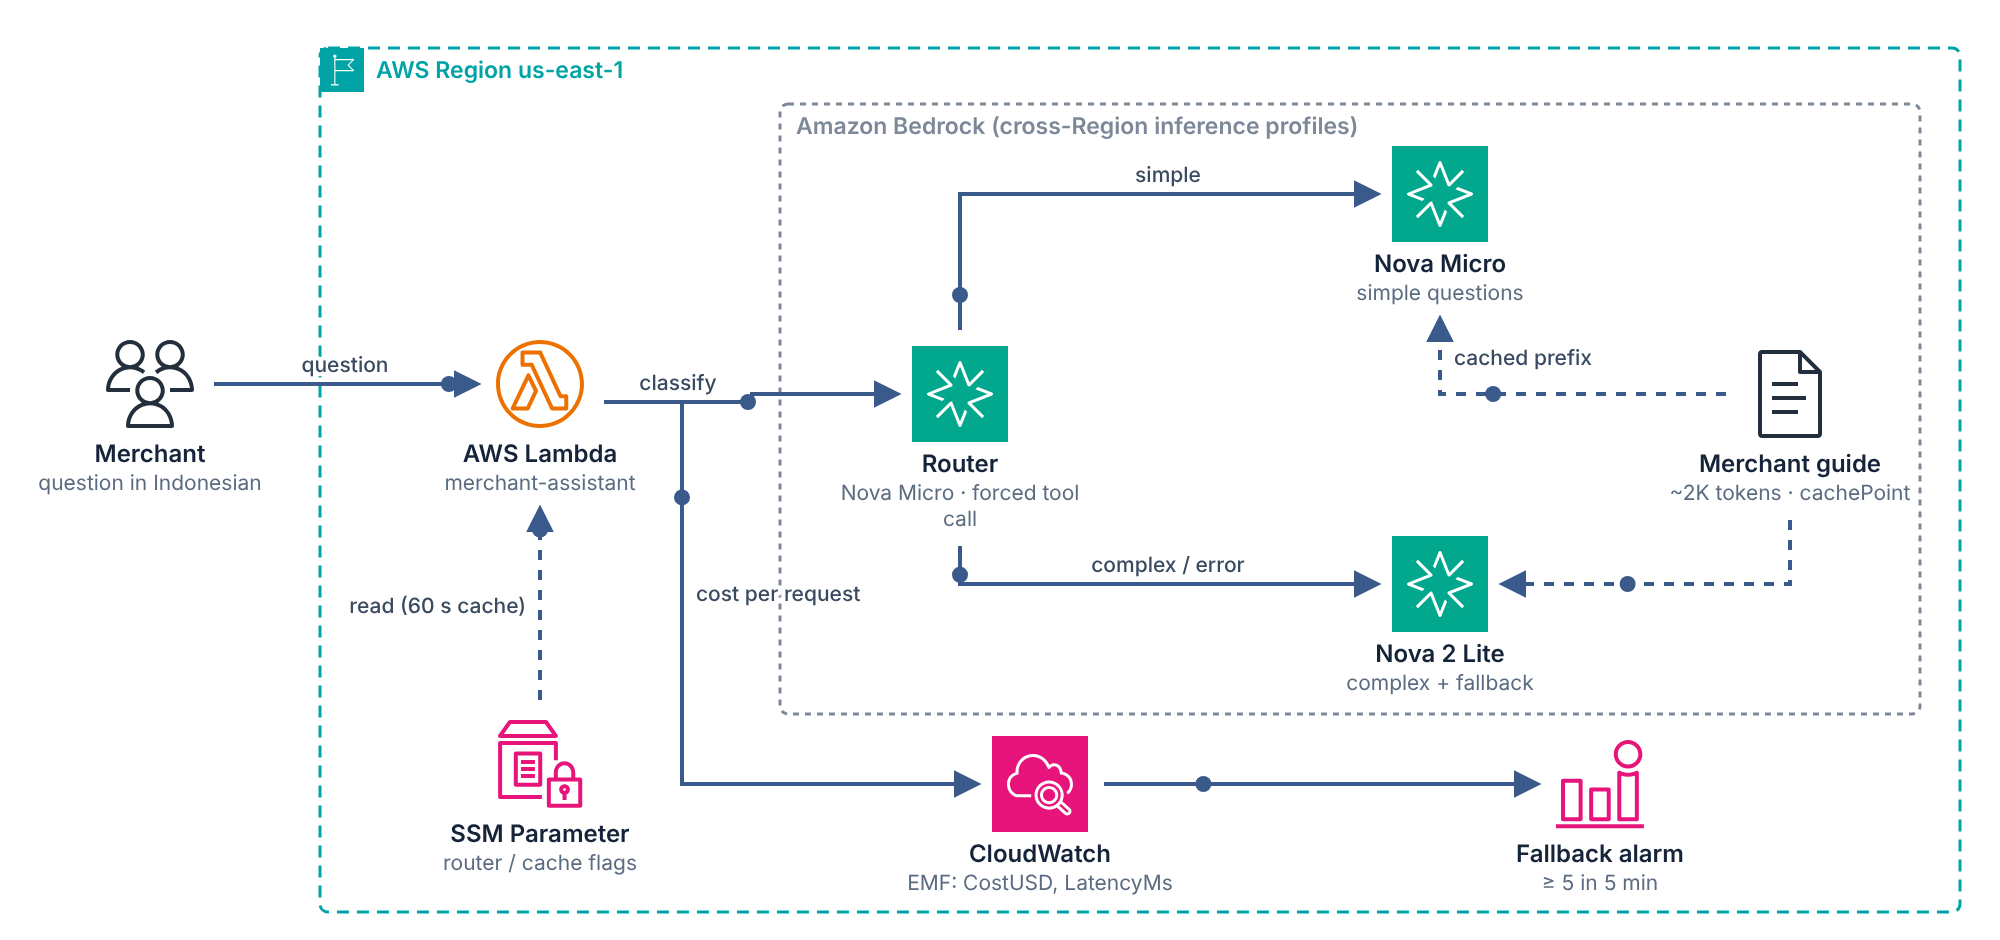 AWS Region us-east-1
Amazon Bedrock (cross-Region inference profiles)
simple
Nova Micro
simple questions
question
classify
cached prefix
Merchant
question in Indonesian
AWS Lambda
merchant-assistant
Router
Nova Micro · forced tool
call
Merchant guide
~2K tokens · cachePoint
complex / error
read (60 s cache)
cost per request
Nova 2 Lite
complex + fallback
SSM Parameter
router / cache flags
CloudWatch
EMF: CostUSD, LatencyMs
Fallback alarm
≥ 5 in 5 min